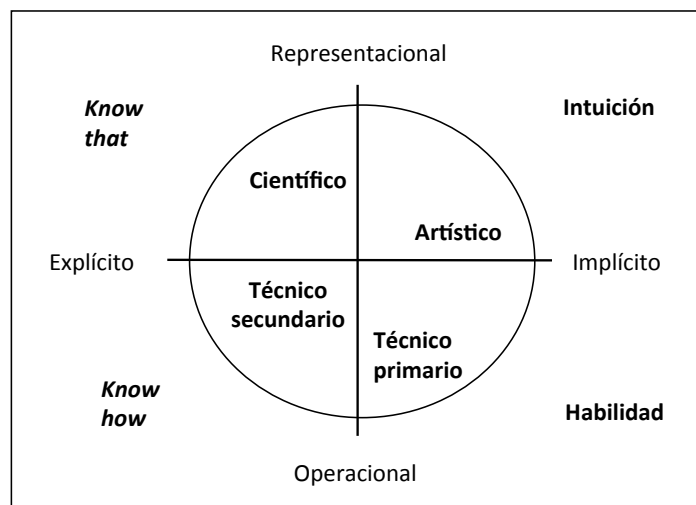 Representacional
Know
that
Intuición
Científico
Artístico
Explícito
Implícito
Técnico
secundario
Técnico
primario
Know
how
Habilidad
Operacional